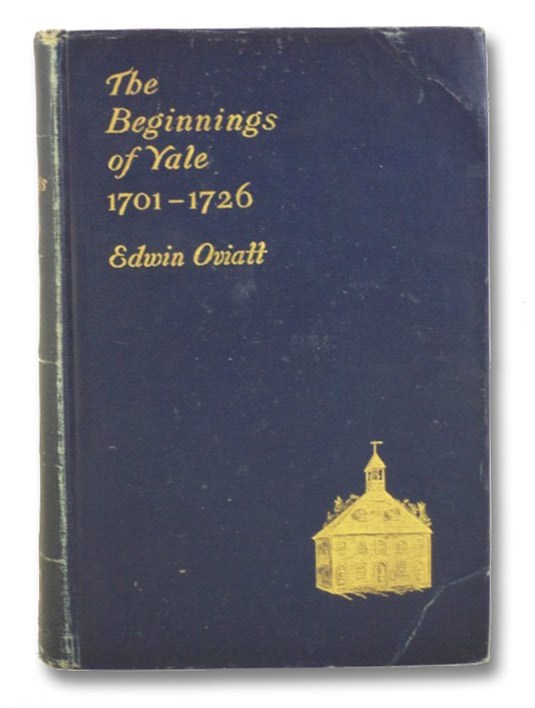 The
Beginnings
of Yale
1701–1726
Edwin Oviatt